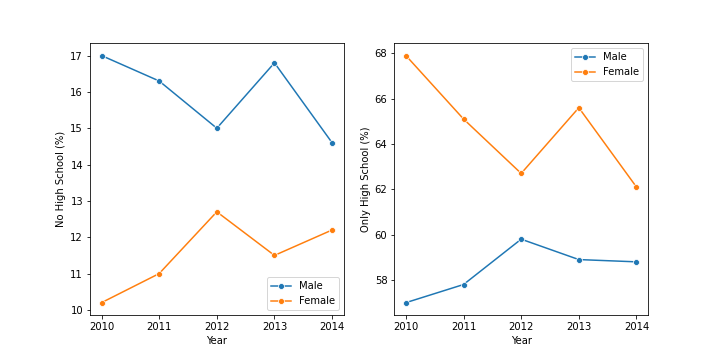 17
16
15
14
13
12
11
10
No High School (%)
2010 2011 2012 2013 2014
Year
Male
Female
68
66
64
62
60
58
Only High School (%)
2010 2011 2012 2013 2014
Year
Male
Female